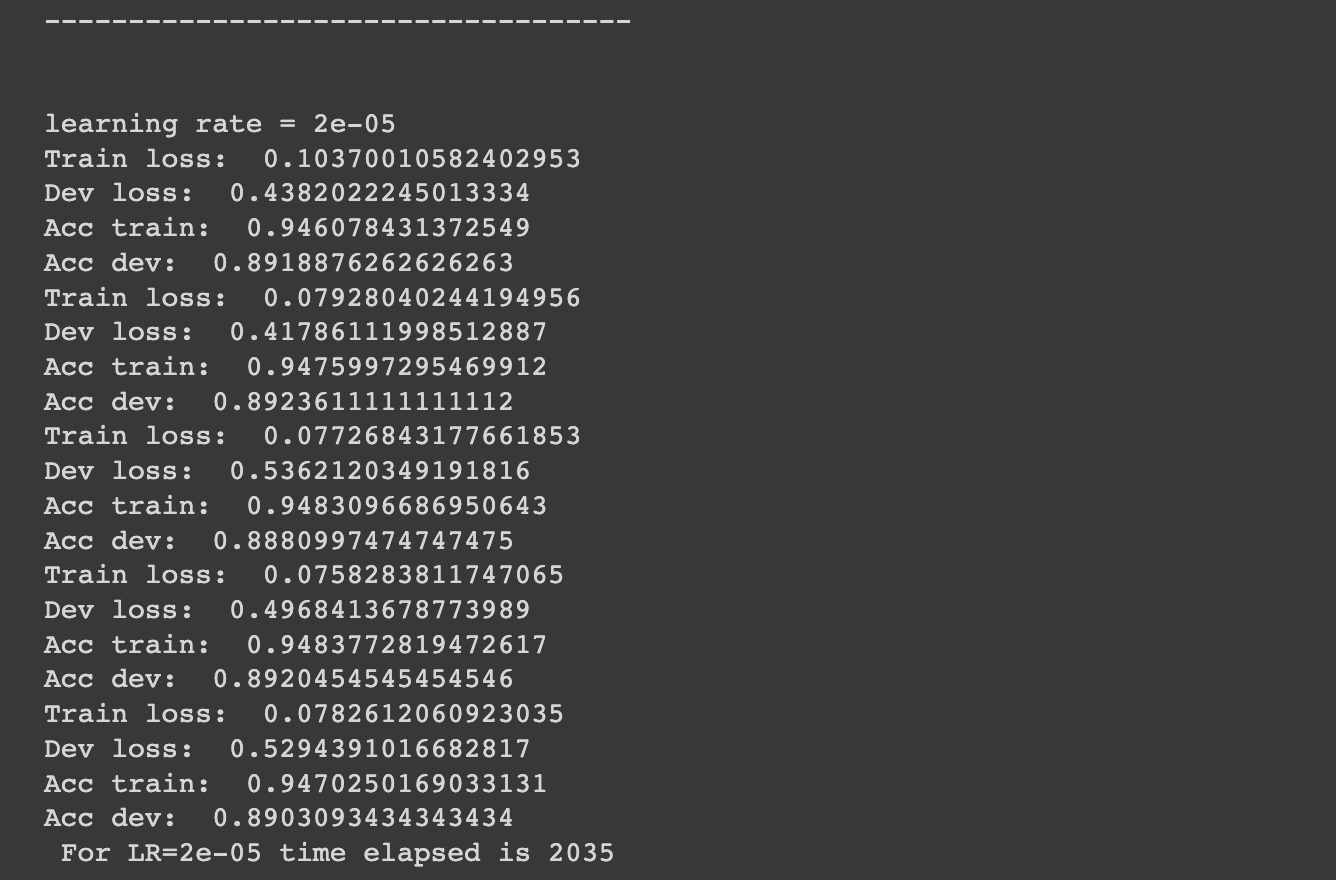 -----------------------------------
learning rate = 2e-05
Train loss:  0.10370010582402953
Dev loss:  0.4382022245013334
Acc train:  0.946078431372549
Acc dev:  0.8918876262626263
Train loss:  0.07928040244194956
Dev loss:  0.41786111998512887
Acc train:  0.9475997295469912
Acc dev:  0.8923611111111112
Train loss:  0.07726843177661853
Dev loss:  0.5362120349191816
Acc train:  0.9483096686950643
Acc dev:  0.8880997474747475
Train loss:  0.0758283811747065
Dev loss:  0.4968413678773989
Acc train:  0.9483772819472617
Acc dev:  0.8920454545454546
Train loss:  0.0782612060923035
Dev loss:  0.5294391016682817
Acc train:  0.9470250169033131
Acc dev:  0.8903093434343434
 For LR=2e-05 time elapsed is 2035